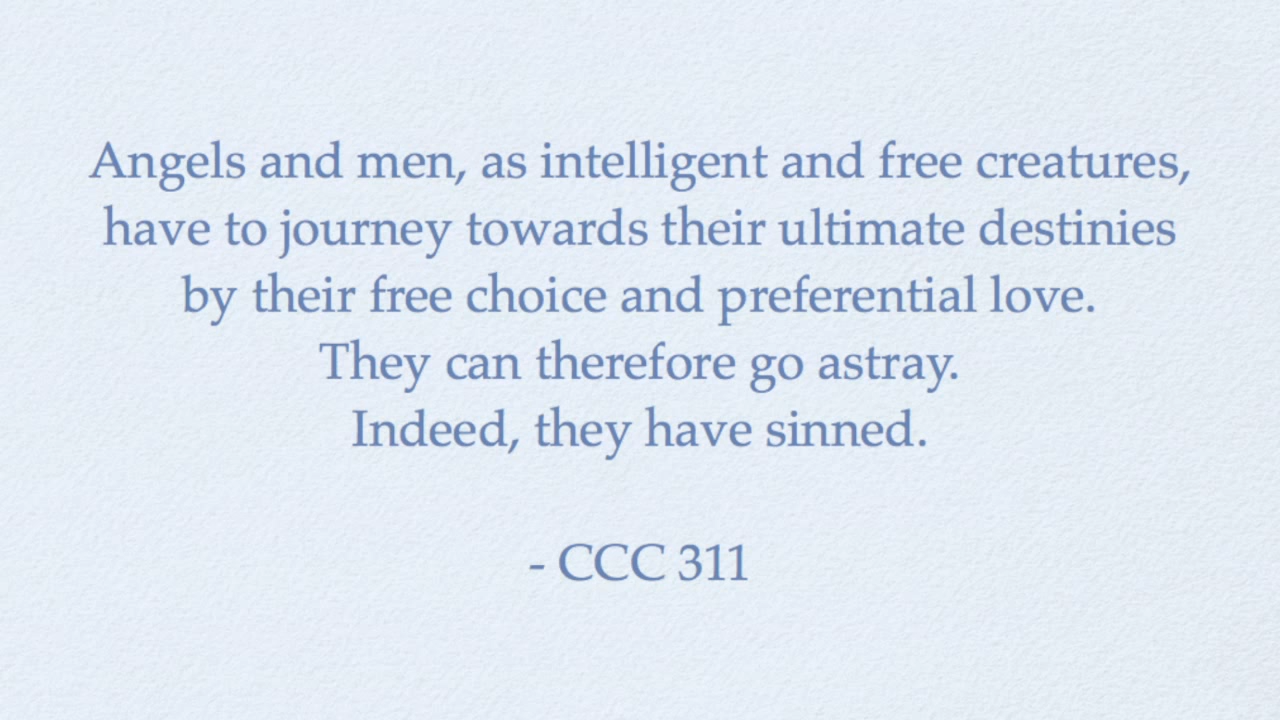 Angels and men, as intelligent and free creatures,
have to journey towards their ultimate destinies
by their free choice and preferential love.
They can therefore go astray.
Indeed, they have sinned.
- CCC 311